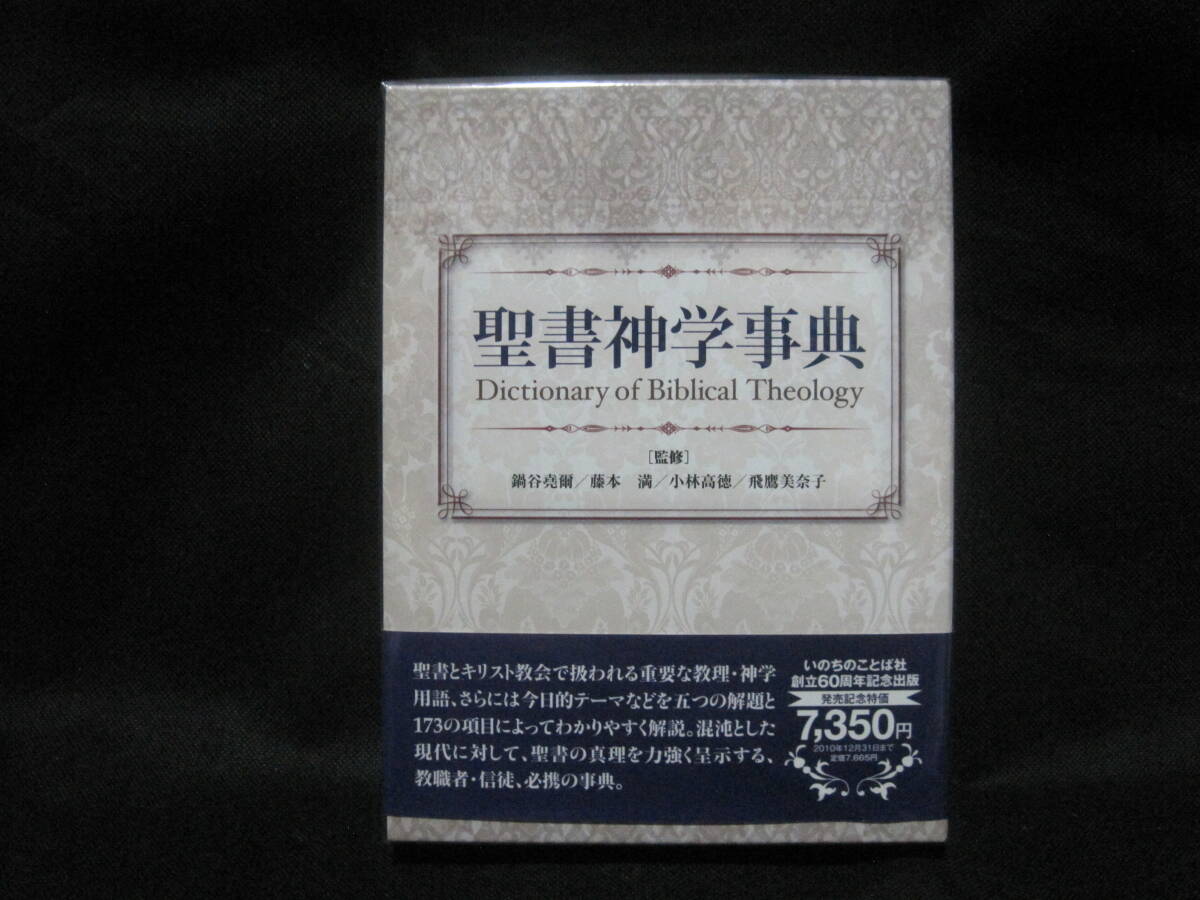 聖書神学事典
Dictionary of Biblical Theology
［監修］
鍋谷堯爾／藤本　満／小林高徳／飛鷹美奈子
聖書とキリスト教会で扱われる重要な教理・神学
用語、さらには今日的テーマなどを五つの解題と
173の項目によってわかりやすく解説。混沌とした
現代に対して、聖書の真理を力強く呈示する、
教職者・信徒、必携の事典。
いのちのことば社
創立60周年記念出版
発売記念特価
7,350円
2010年12月31日まで
定価7,665円